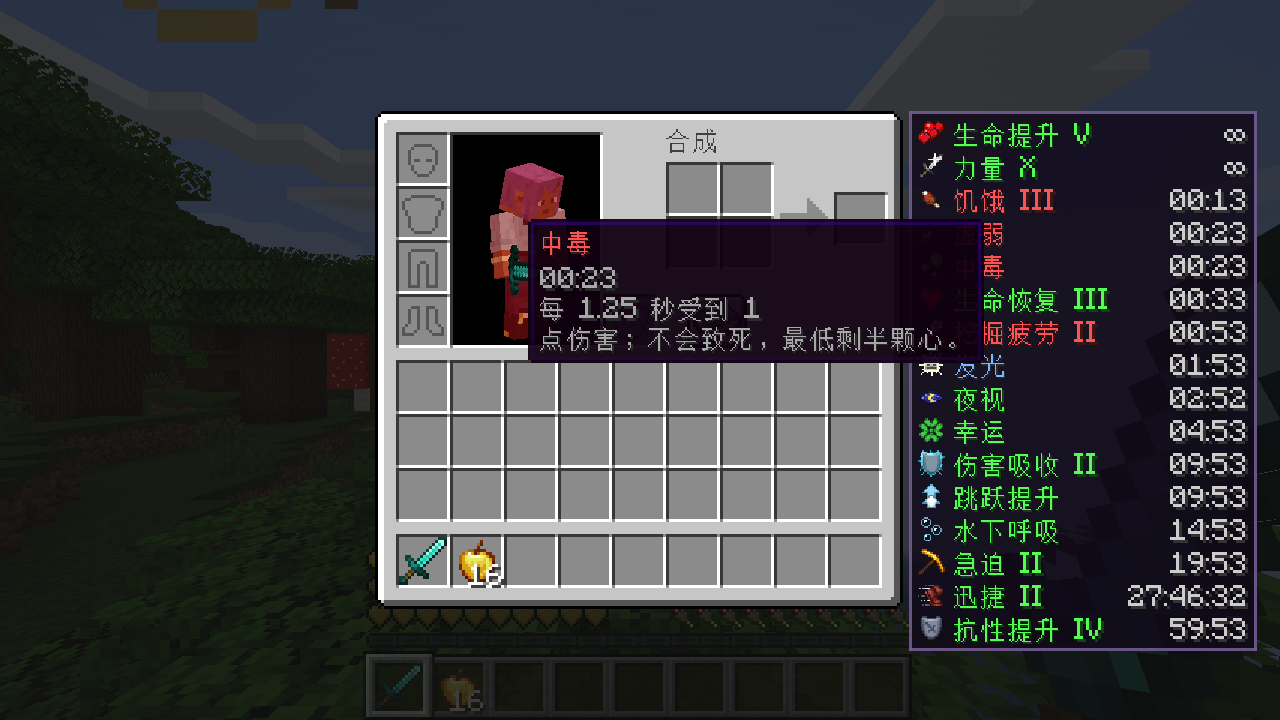 合成
中毒
00:23
每 1.25 秒受到 1
点伤害；不会致死，最低剩半颗心。
生命提升 V ∞
力量 X ∞
饥饿 III 00:13
弱 00:23
毒 00:23
命恢复 III 00:33
掘疲劳 II 00:53
发光 01:53
夜视 02:52
幸运 04:53
伤害吸收 II 09:53
跳跃提升 09:53
水下呼吸 14:53
急迫 II 19:53
迅捷 II 27:46:32
抗性提升 IV 59:53
16
16